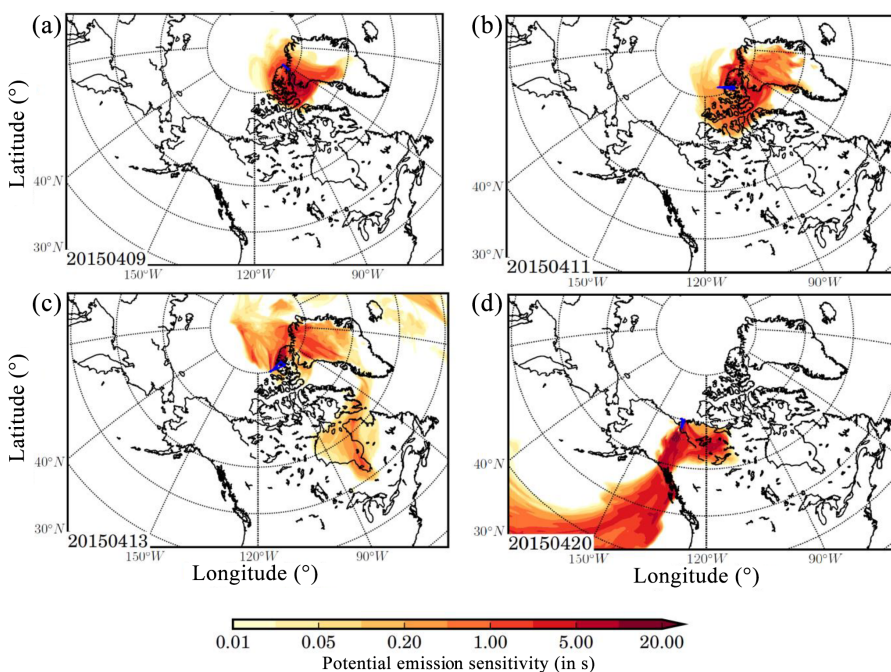 (a)
(b)
Latitude (°)
Latitude (°)
40°N
30°N
20150409
150°W
120°W
90°W
40°N
30°N
20150411
150°W
120°W
90°W
(c)
(d)
Latitude (°)
Latitude (°)
40°N
30°N
20150413
150°W
120°W
90°W
Longitude (°)
40°N
30°N
20150420
150°W
120°W
90°W
Longitude (°)
0.01 0.05 0.20 1.00 5.00 20.00
Potential emission sensitivity (in s)